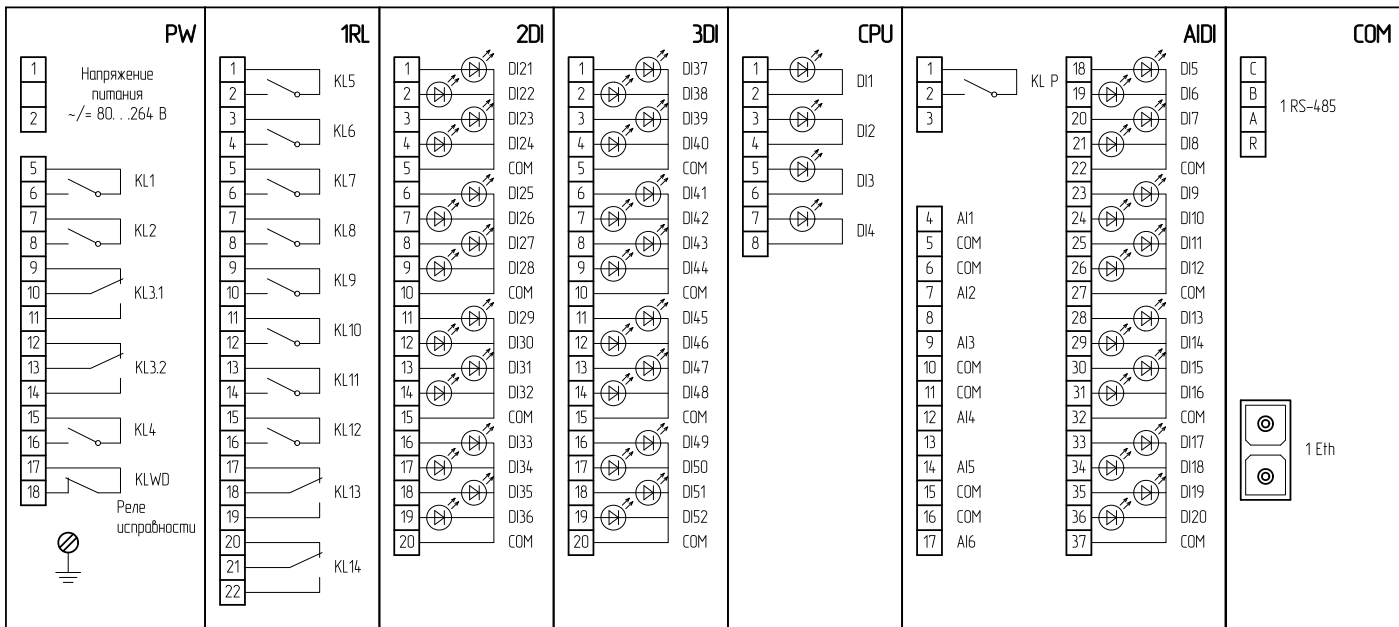 PW
1
Напряжение
питания
~/= 80. . .264 В
2
5
KL1
6
7
KL2
8
9
10
KL3.1
11
12
13
KL3.2
14
15
KL4
16
17
KLWD
18
Реле
исправности
1RL
1
KL5
2
3
KL6
4
5
KL7
6
7
KL8
8
9
KL9
10
11
KL10
12
13
KL11
14
15
KL12
16
17
18
KL13
19
20
21
KL14
22
2DI
1 DI21
2 DI22
3 DI23
4 DI24
5 COM
6 DI25
7 DI26
8 DI27
9 DI28
10 COM
11 DI29
12 DI30
13 DI31
14 DI32
15 COM
16 DI33
17 DI34
18 DI35
19 DI36
20 COM
3DI
1 DI37
2 DI38
3 DI39
4 DI40
5 COM
6 DI41
7 DI42
8 DI43
9 DI44
10 COM
11 DI45
12 DI46
13 DI47
14 DI48
15 COM
16 DI49
17 DI50
18 DI51
19 DI52
20 COM
CPU
1
DI1
2
3
DI2
4
5
DI3
6
7
DI4
8
AIDI
1
KL P
2
3
4 AI1
5 COM
6 COM
7 AI2
8
9 AI3
10 COM
11 COM
12 AI4
13
14 AI5
15 COM
16 COM
17 AI6
18 DI5
19 DI6
20 DI7
21 DI8
22 COM
23 DI9
24 DI10
25 DI11
26 DI12
27 COM
28 DI13
29 DI14
30 DI15
31 DI16
32 COM
33 DI17
34 DI18
35 DI19
36 DI20
37 COM
COM
C
B
1 RS-485
A
R
1 Eth